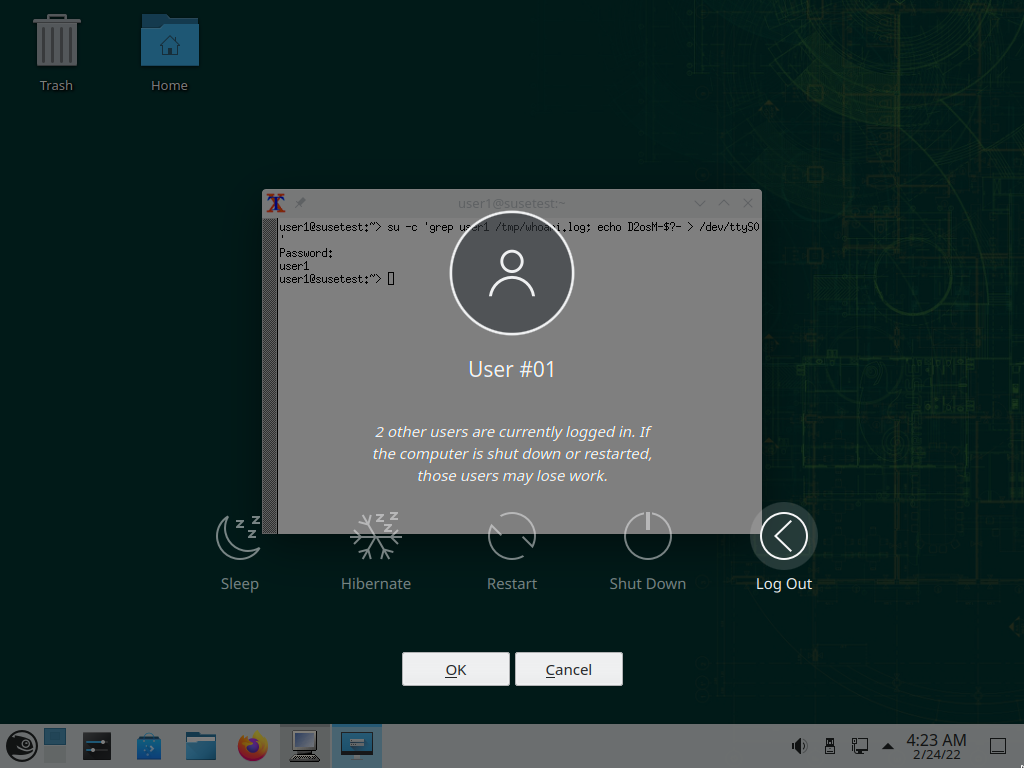 Trash
Home
user1@susetest:~
user1@susetest:~> su -c 'grep user1 /tmp/whoami.log; echo D2osM-$?- > /dev/ttyS0
'
Password:
user1
user1@susetest:~>
User #01
2 other users are currently logged in. If
the computer is shut down or restarted,
those users may lose work.
Sleep
Hibernate
Restart
Shut Down
Log Out
OK
Cancel
4:23 AM
2/24/22